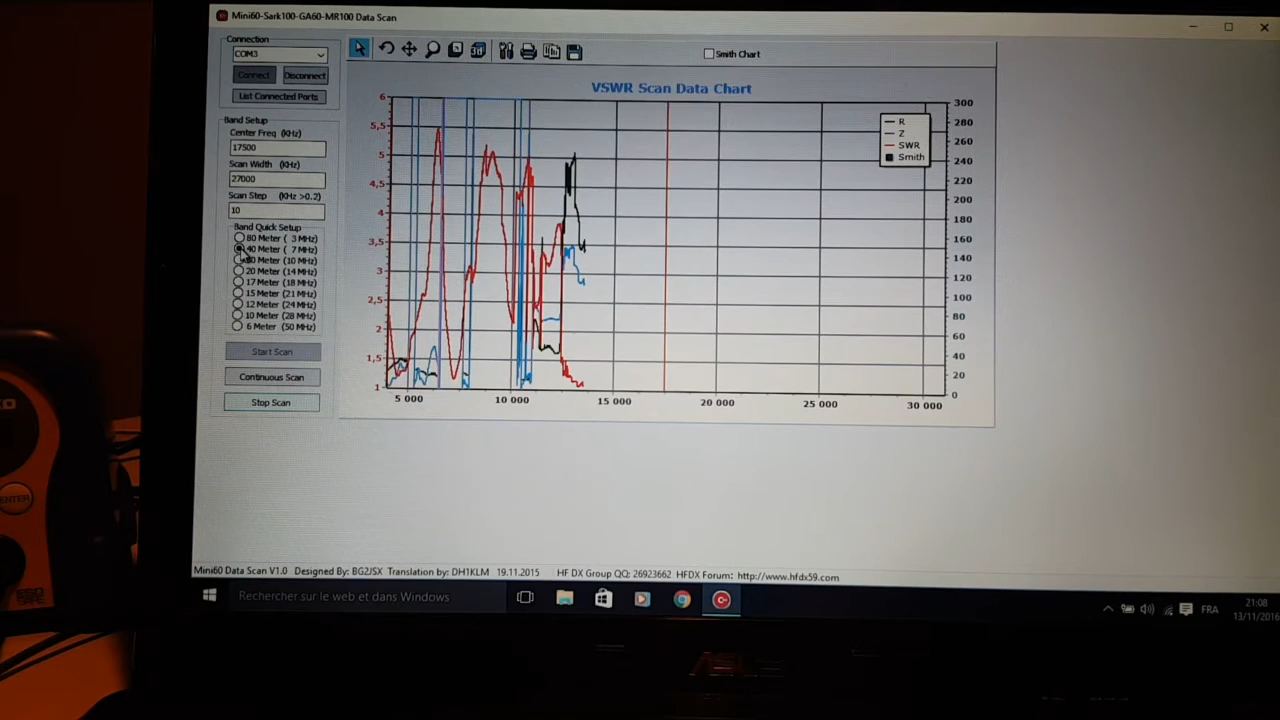 Mini60-Sark100-GA60-MR100 Data Scan
Connection
COM3
Connect
Disconnect
List Connected Ports
Band Setup
Center Freq (KHz)
17500
Scan Width (KHz)
27000
Scan Step (KHz >0.2)
10
Band Quick Setup
80 Meter ( 3 MHz)
40 Meter ( 7 MHz)
30 Meter (10 MHz)
20 Meter (14 MHz)
17 Meter (18 MHz)
15 Meter (21 MHz)
12 Meter (24 MHz)
10 Meter (28 MHz)
6 Meter (50 MHz)
Start Scan
Continuous Scan
Stop Scan
Smith Chart
VSWR Scan Data Chart
6
5,5
5
4,5
4
3,5
3
2,5
2
1,5
1
300
280
260
240
220
200
180
160
140
120
100
80
60
40
20
0
R
Z
SWR
Smith
5 000
10 000
15 000
20 000
25 000
30 000
Mini60 Data Scan V1.0 Designed By: BG2JSX Translation by: DH1KLM 19.11.2015 HF DX Group QQ: 26923662 HFDX Forum: http://www.hfdx59.com
Rechercher sur le web et dans Windows
FRA
21:08
13/11/2016
ENTER